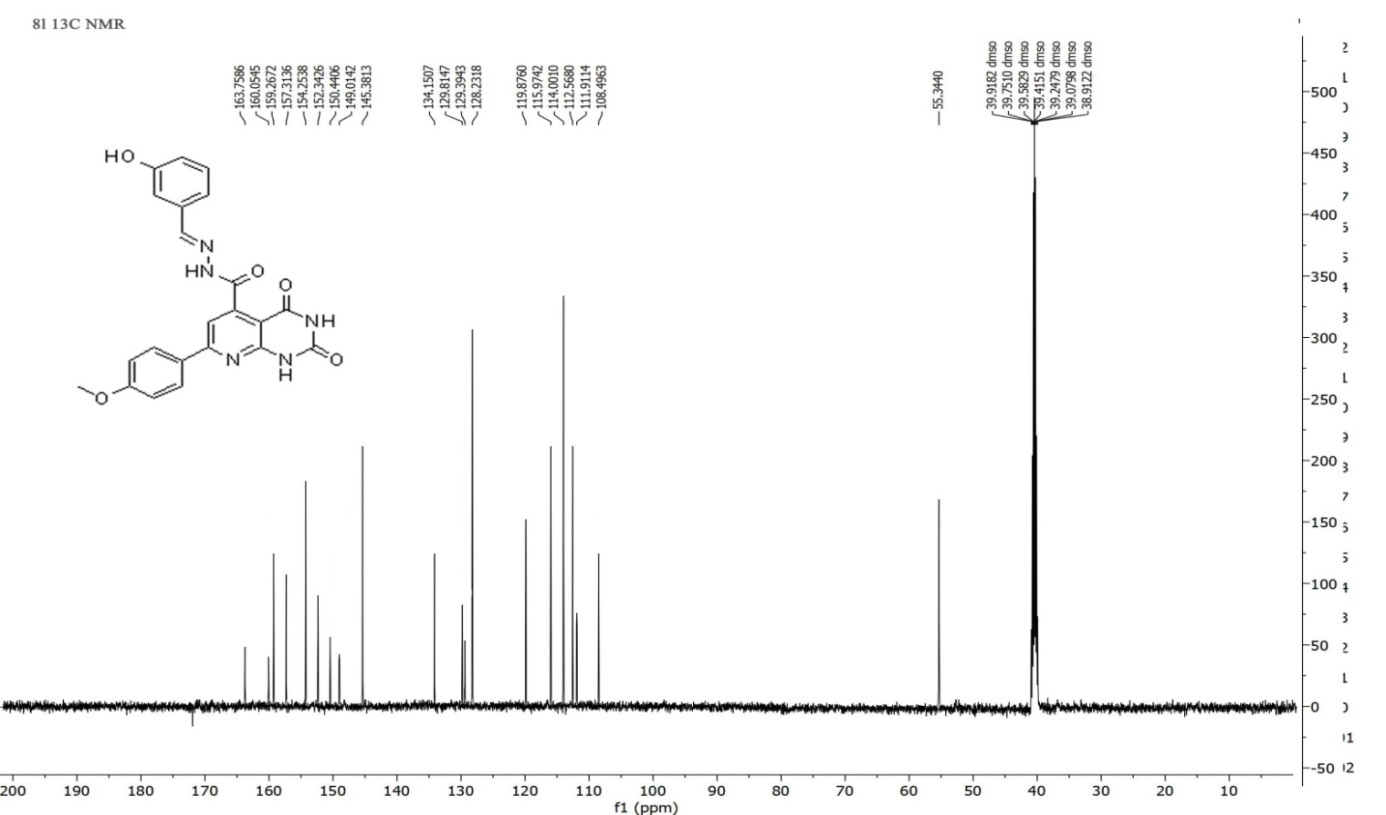 8l 13C NMR
163.7586
160.0545
159.2672
157.3136
154.2538
152.3426
150.4406
149.0142
145.3813
134.1507
129.8147
129.3943
128.2318
119.8760
115.9742
114.0010
112.5680
111.9114
108.4963
55.3440
39.9182 dmso
39.7510 dmso
39.5829 dmso
39.4151 dmso
39.2479 dmso
39.0798 dmso
38.9122 dmso
HO
N
HN
O
O
NH
N
N
H
O
O
500
450
400
350
300
250
200
150
100
50
0
-50
200 190 180 170 160 150 140 130 120 110 100 90 80 70 60 50 40 30 20 10
f1 (ppm)